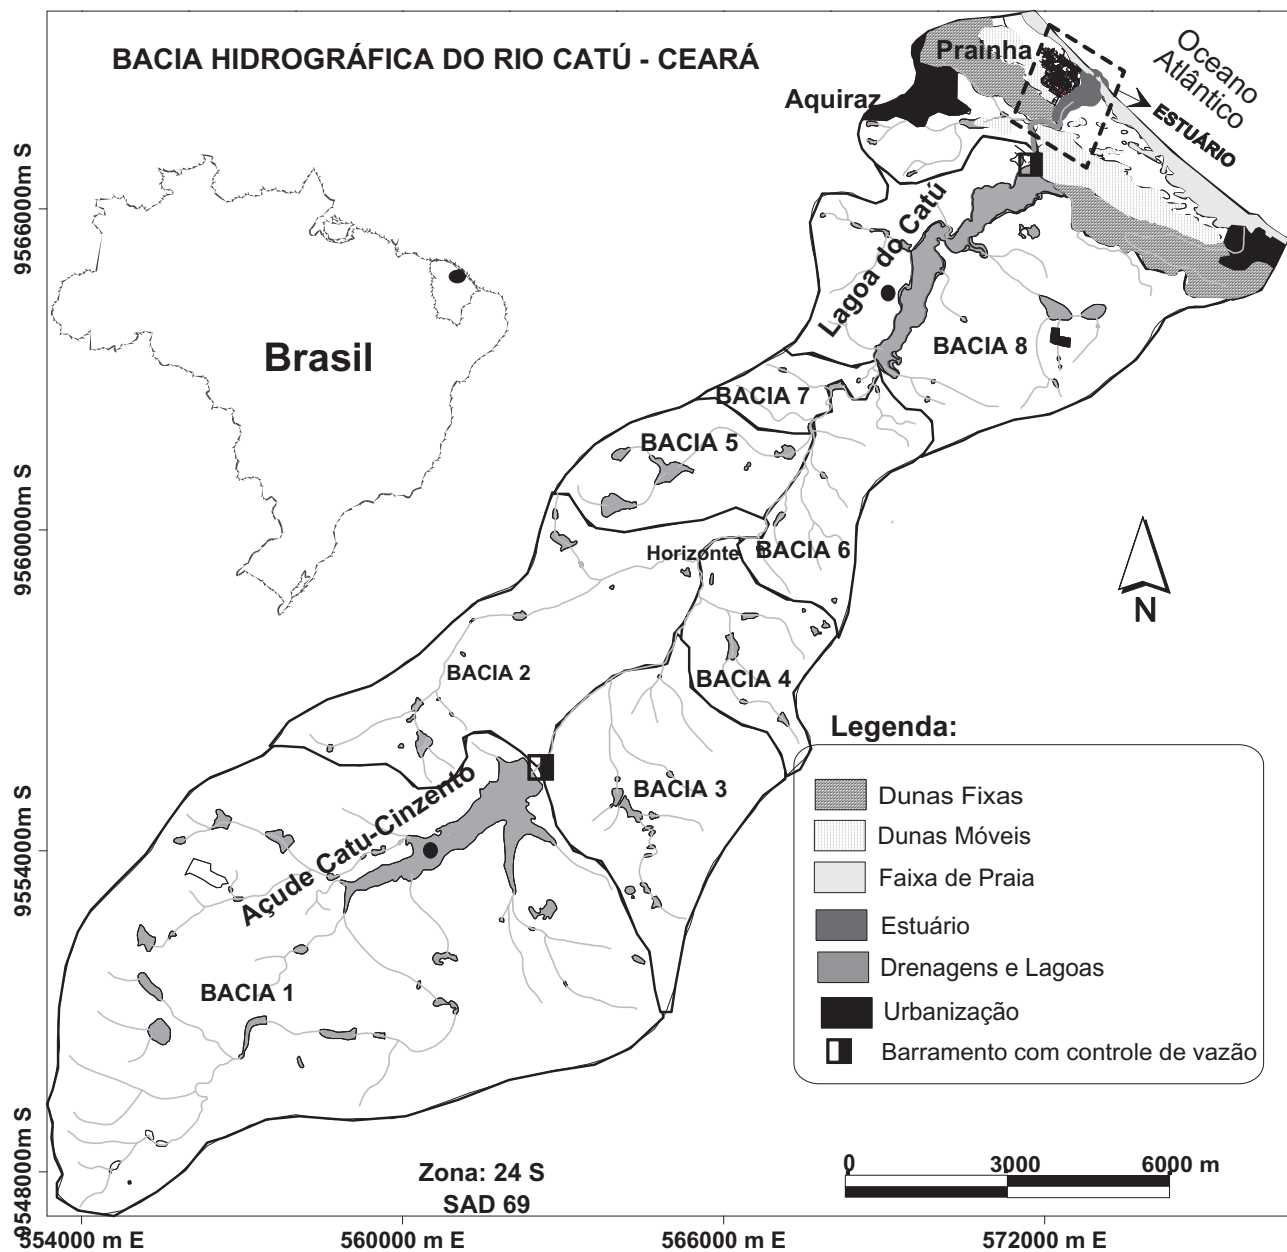 BACIA HIDROGRÁFICA DO RIO CATÚ - CEARÁ
Prainha
Oceano
Atlântico
Aquiraz
ESTUÁRIO
9566000m S
Lagoa do Catú
Brasil
BACIA 8
BACIA 7
BACIA 5
9560000m S
Horizonte
BACIA 6
N
BACIA 2
BACIA 4
Legenda:
BACIA 3
Dunas Fixas
Dunas Móveis
Faixa de Praia
Estuário
Drenagens e Lagoas
Urbanização
Barramento com controle de vazão
Açude Catu-Cinzento
9554000m S
BACIA 1
Zona: 24 S
SAD 69
0 3000 6000 m
9548000m S
554000 m E 560000 m E 566000 m E 572000 m E